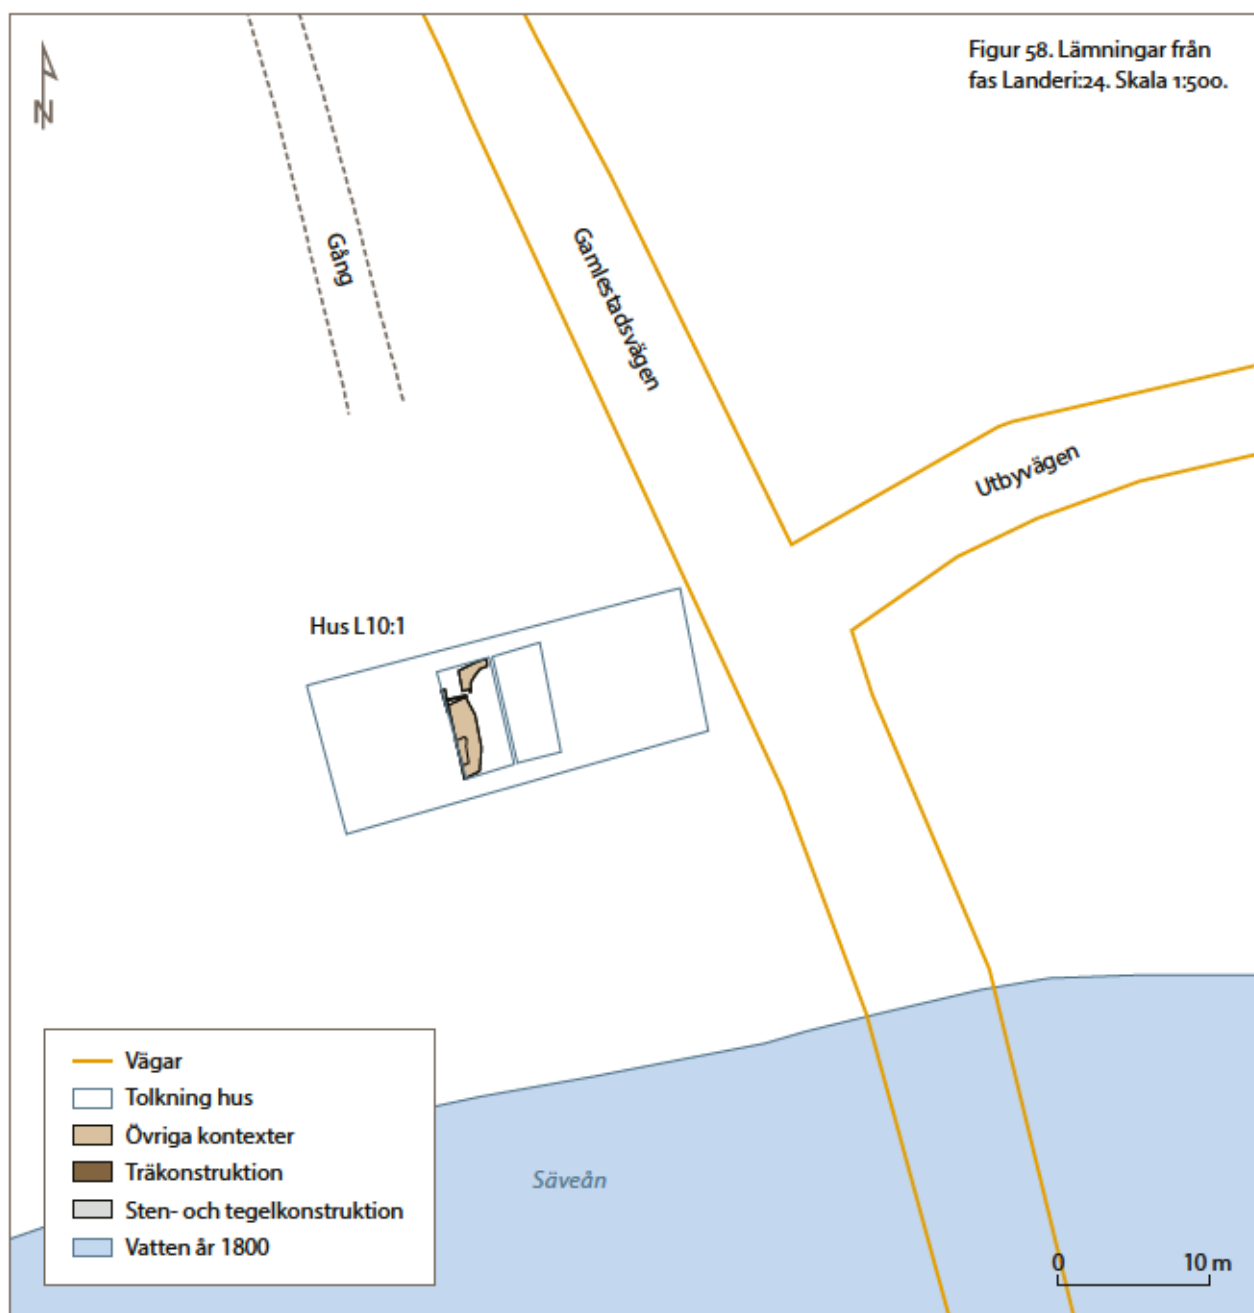 Figur 58. Lämningar från
fas Landeri:24. Skala 1:500.
N
Gång
Gamlestadsvägen
Utbyvägen
Hus L10:1
Vägar
Tolkning hus
Övriga kontexter
Träkonstruktion
Sten- och tegelkonstruktion
Vatten år 1800
Säveån
0 10 m